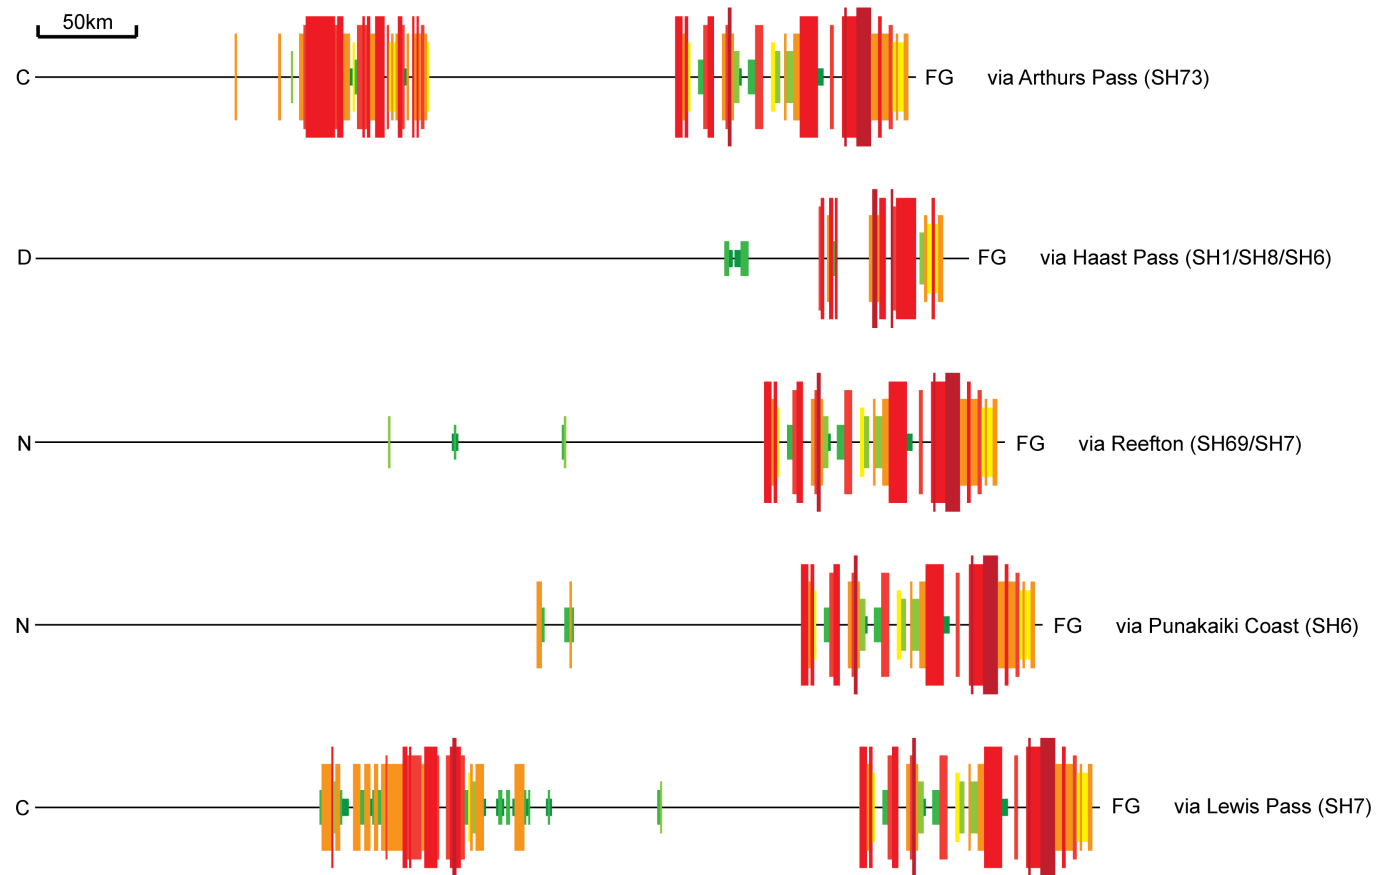 50km
C FG via Arthurs Pass (SH73)
D FG via Haast Pass (SH1/SH8/SH6)
N FG via Reefton (SH69/SH7)
N FG via Punakaiki Coast (SH6)
C FG via Lewis Pass (SH7)